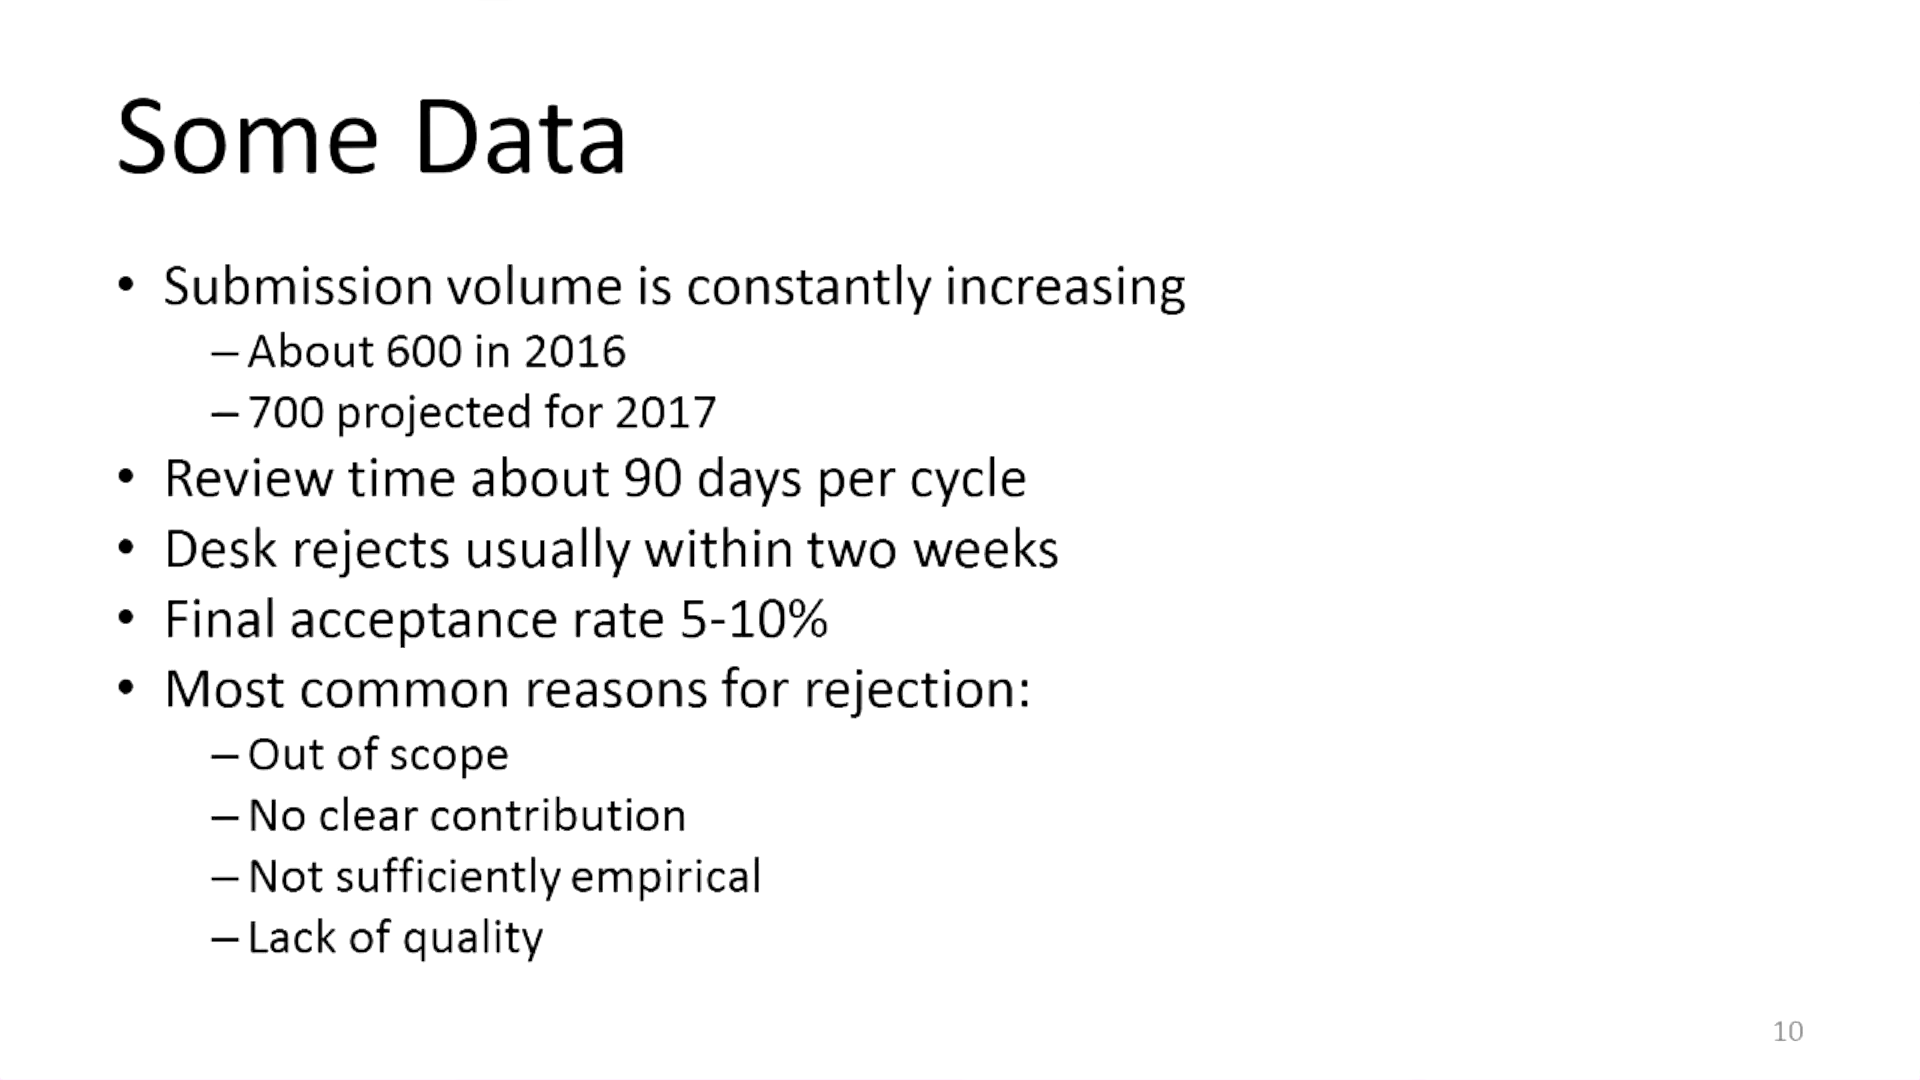 Some Data
• Submission volume is constantly increasing
– About 600 in 2016
– 700 projected for 2017
• Review time about 90 days per cycle
• Desk rejects usually within two weeks
• Final acceptance rate 5-10%
• Most common reasons for rejection:
– Out of scope
– No clear contribution
– Not sufficiently empirical
– Lack of quality
10